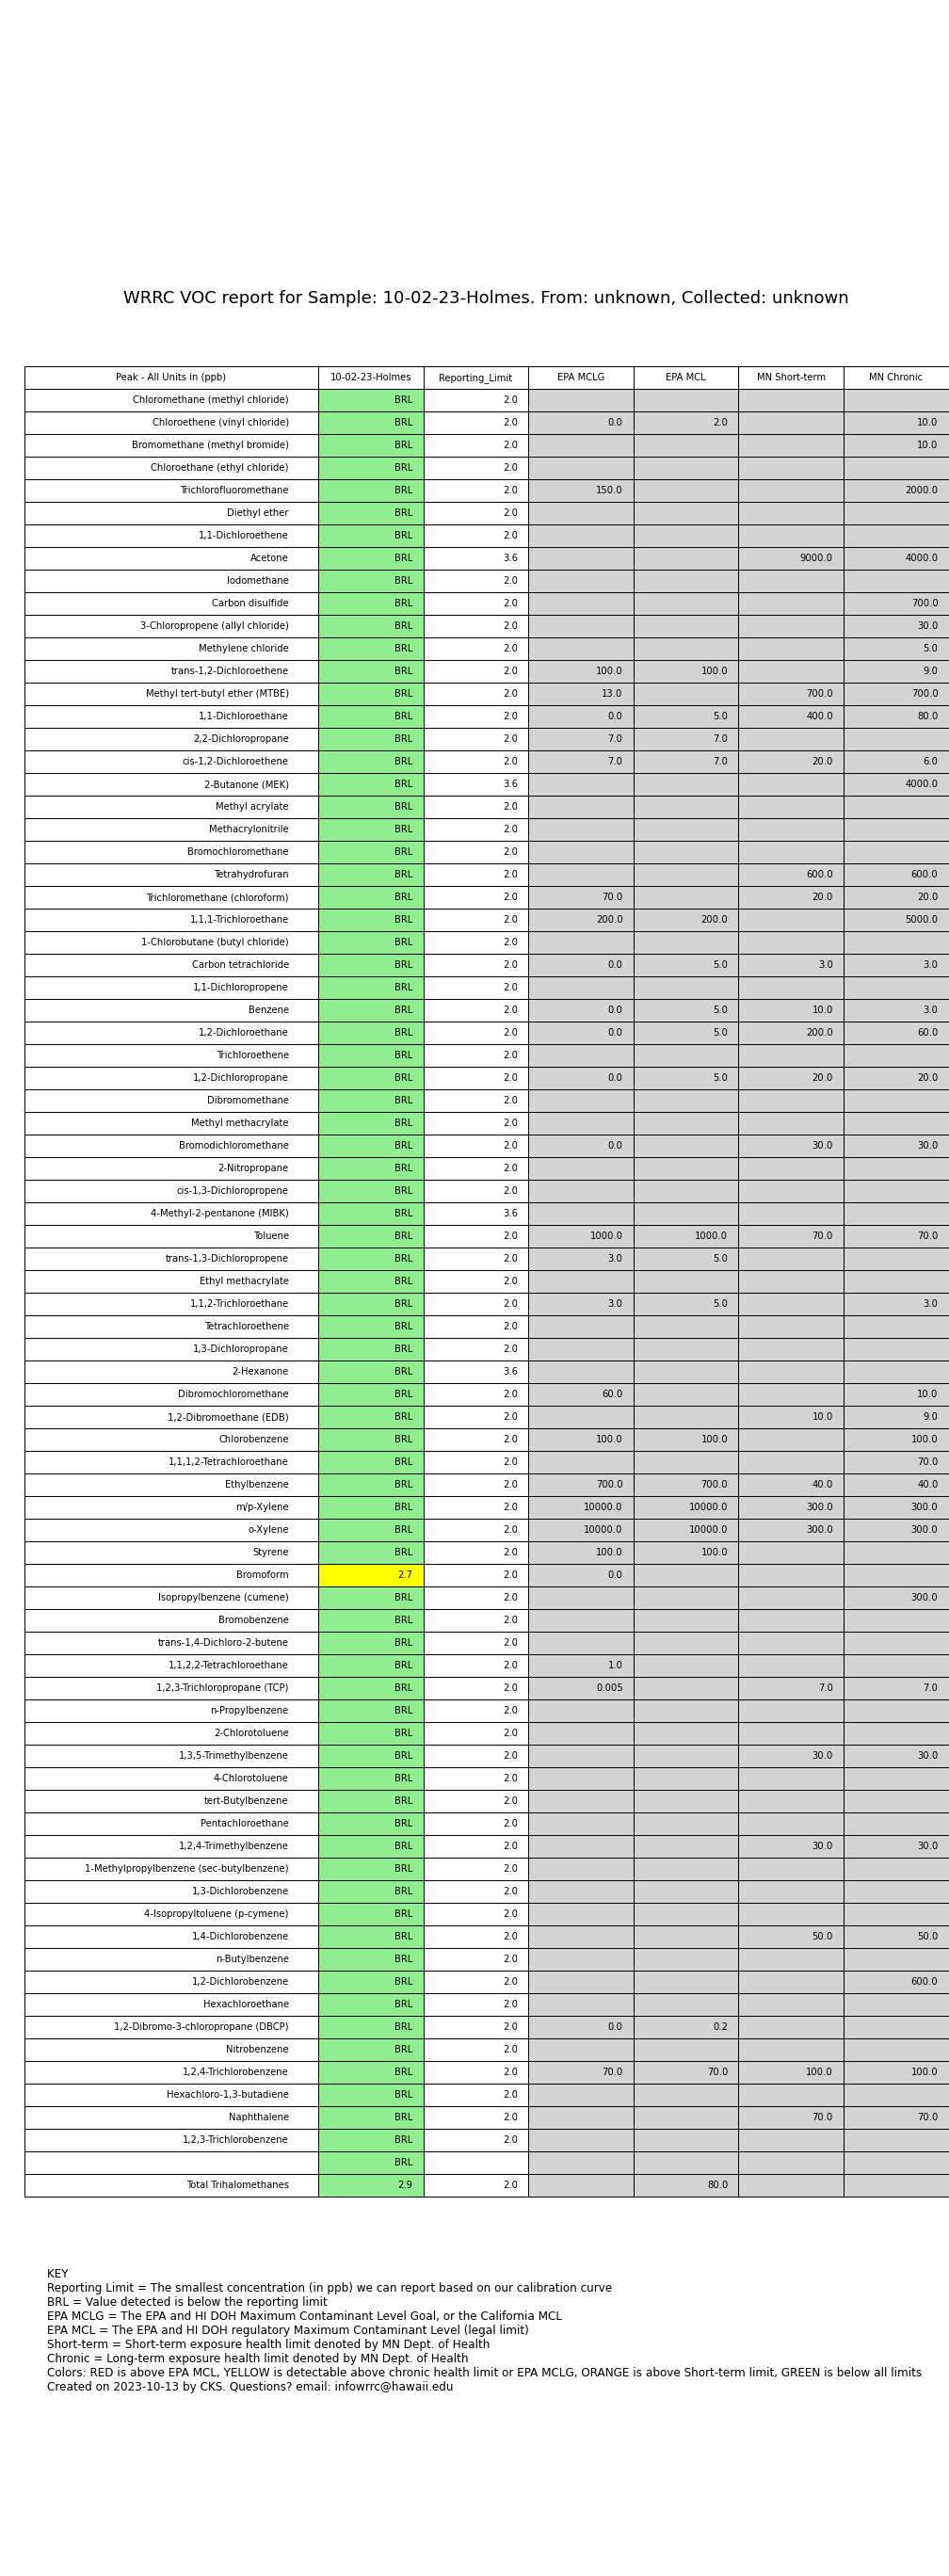 WRRC VOC report for Sample: 10-02-23-Holmes. From: unknown, Collected: unknown
Peak - All Units in (ppb) 10-02-23-Holmes Reporting_Limit EPA MCLG EPA MCL MN Short-term MN Chronic
Chloromethane (methyl chloride) BRL 2.0
Chloroethene (vinyl chloride) BRL 2.0 0.0 2.0 10.0
Bromomethane (methyl bromide) BRL 2.0 10.0
Chloroethane (ethyl chloride) BRL 2.0
Trichlorofluoromethane BRL 2.0 150.0 2000.0
Diethyl ether BRL 2.0
1,1-Dichloroethene BRL 2.0
Acetone BRL 3.6 9000.0 4000.0
Iodomethane BRL 2.0
Carbon disulfide BRL 2.0 700.0
3-Chloropropene (allyl chloride) BRL 2.0 30.0
Methylene chloride BRL 2.0 5.0
trans-1,2-Dichloroethene BRL 2.0 100.0 100.0 9.0
Methyl tert-butyl ether (MTBE) BRL 2.0 13.0 700.0 700.0
1,1-Dichloroethane BRL 2.0 0.0 5.0 400.0 80.0
2,2-Dichloropropane BRL 2.0 7.0 7.0
cis-1,2-Dichloroethene BRL 2.0 7.0 7.0 20.0 6.0
2-Butanone (MEK) BRL 3.6 4000.0
Methyl acrylate BRL 2.0
Methacrylonitrile BRL 2.0
Bromochloromethane BRL 2.0
Tetrahydrofuran BRL 2.0 600.0 600.0
Trichloromethane (chloroform) BRL 2.0 70.0 20.0 20.0
1,1,1-Trichloroethane BRL 2.0 200.0 200.0 5000.0
1-Chlorobutane (butyl chloride) BRL 2.0
Carbon tetrachloride BRL 2.0 0.0 5.0 3.0 3.0
1,1-Dichloropropene BRL 2.0
Benzene BRL 2.0 0.0 5.0 10.0 3.0
1,2-Dichloroethane BRL 2.0 0.0 5.0 200.0 60.0
Trichloroethene BRL 2.0
1,2-Dichloropropane BRL 2.0 0.0 5.0 20.0 20.0
Dibromomethane BRL 2.0
Methyl methacrylate BRL 2.0
Bromodichloromethane BRL 2.0 0.0 30.0 30.0
2-Nitropropane BRL 2.0
cis-1,3-Dichloropropene BRL 2.0
4-Methyl-2-pentanone (MIBK) BRL 3.6
Toluene BRL 2.0 1000.0 1000.0 70.0 70.0
trans-1,3-Dichloropropene BRL 2.0 3.0 5.0
Ethyl methacrylate BRL 2.0
1,1,2-Trichloroethane BRL 2.0 3.0 5.0 3.0
Tetrachloroethene BRL 2.0
1,3-Dichloropropane BRL 2.0
2-Hexanone BRL 3.6
Dibromochloromethane BRL 2.0 60.0 10.0
1,2-Dibromoethane (EDB) BRL 2.0 10.0 9.0
Chlorobenzene BRL 2.0 100.0 100.0 100.0
1,1,1,2-Tetrachloroethane BRL 2.0 70.0
Ethylbenzene BRL 2.0 700.0 700.0 40.0 40.0
m/p-Xylene BRL 2.0 10000.0 10000.0 300.0 300.0
o-Xylene BRL 2.0 10000.0 10000.0 300.0 300.0
Styrene BRL 2.0 100.0 100.0
Bromoform 2.7 2.0 0.0
Isopropylbenzene (cumene) BRL 2.0 300.0
Bromobenzene BRL 2.0
trans-1,4-Dichloro-2-butene BRL 2.0
1,1,2,2-Tetrachloroethane BRL 2.0 1.0
1,2,3-Trichloropropane (TCP) BRL 2.0 0.005 7.0 7.0
n-Propylbenzene BRL 2.0
2-Chlorotoluene BRL 2.0
1,3,5-Trimethylbenzene BRL 2.0 30.0 30.0
4-Chlorotoluene BRL 2.0
tert-Butylbenzene BRL 2.0
Pentachloroethane BRL 2.0
1,2,4-Trimethylbenzene BRL 2.0 30.0 30.0
1-Methylpropylbenzene (sec-butylbenzene) BRL 2.0
1,3-Dichlorobenzene BRL 2.0
4-Isopropyltoluene (p-cymene) BRL 2.0
1,4-Dichlorobenzene BRL 2.0 50.0 50.0
n-Butylbenzene BRL 2.0
1,2-Dichlorobenzene BRL 2.0 600.0
Hexachloroethane BRL 2.0
1,2-Dibromo-3-chloropropane (DBCP) BRL 2.0 0.0 0.2
Nitrobenzene BRL 2.0
1,2,4-Trichlorobenzene BRL 2.0 70.0 70.0 100.0 100.0
Hexachloro-1,3-butadiene BRL 2.0
Naphthalene BRL 2.0 70.0 70.0
1,2,3-Trichlorobenzene BRL 2.0
BRL
Total Trihalomethanes 2.9 2.0 80.0
KEY
Reporting Limit = The smallest concentration (in ppb) we can report based on our calibration curve
BRL = Value detected is below the reporting limit
EPA MCLG = The EPA and HI DOH Maximum Contaminant Level Goal, or the California MCL
EPA MCL = The EPA and HI DOH regulatory Maximum Contaminant Level (legal limit)
Short-term = Short-term exposure health limit denoted by MN Dept. of Health
Chronic = Long-term exposure health limit denoted by MN Dept. of Health
Colors: RED is above EPA MCL, YELLOW is detectable above chronic health limit or EPA MCLG, ORANGE is above Short-term limit, GREEN is below all limits
Created on 2023-10-13 by CKS. Questions? email: infowrrc@hawaii.edu